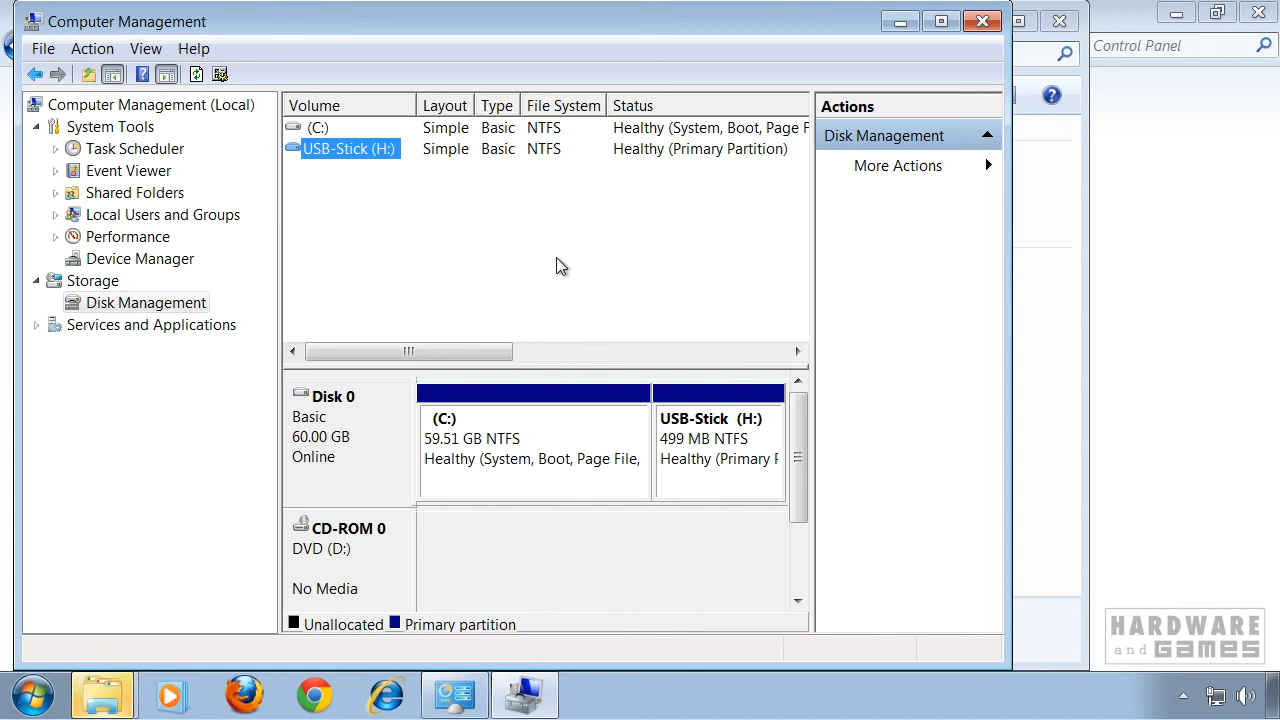 Computer Management
File Action View Help
Control Panel
Computer Management (Local)
System Tools
Task Scheduler
Event Viewer
Shared Folders
Local Users and Groups
Performance
Device Manager
Storage
Disk Management
Services and Applications
Volume Layout Type File System Status
(C:) Simple Basic NTFS Healthy (System, Boot, Page F
USB-Stick (H:) Simple Basic NTFS Healthy (Primary Partition)
Disk 0
Basic
60.00 GB
Online
(C:)
59.51 GB NTFS
Healthy (System, Boot, Page File,
USB-Stick (H:)
499 MB NTFS
Healthy (Primary P
CD-ROM 0
DVD (D:)
No Media
Unallocated Primary partition
Actions
Disk Management
More Actions
HARDWARE
and GAMES